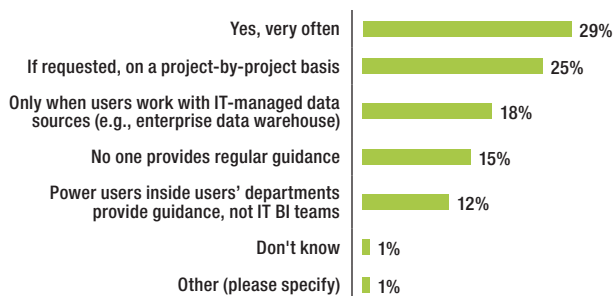 Yes, very often
29%
If requested, on a project-by-project basis
25%
Only when users work with IT-managed data
sources (e.g., enterprise data warehouse)
18%
No one provides regular guidance
15%
Power users inside users’ departments
provide guidance, not IT BI teams
12%
Don't know
1%
Other (please specify)
1%